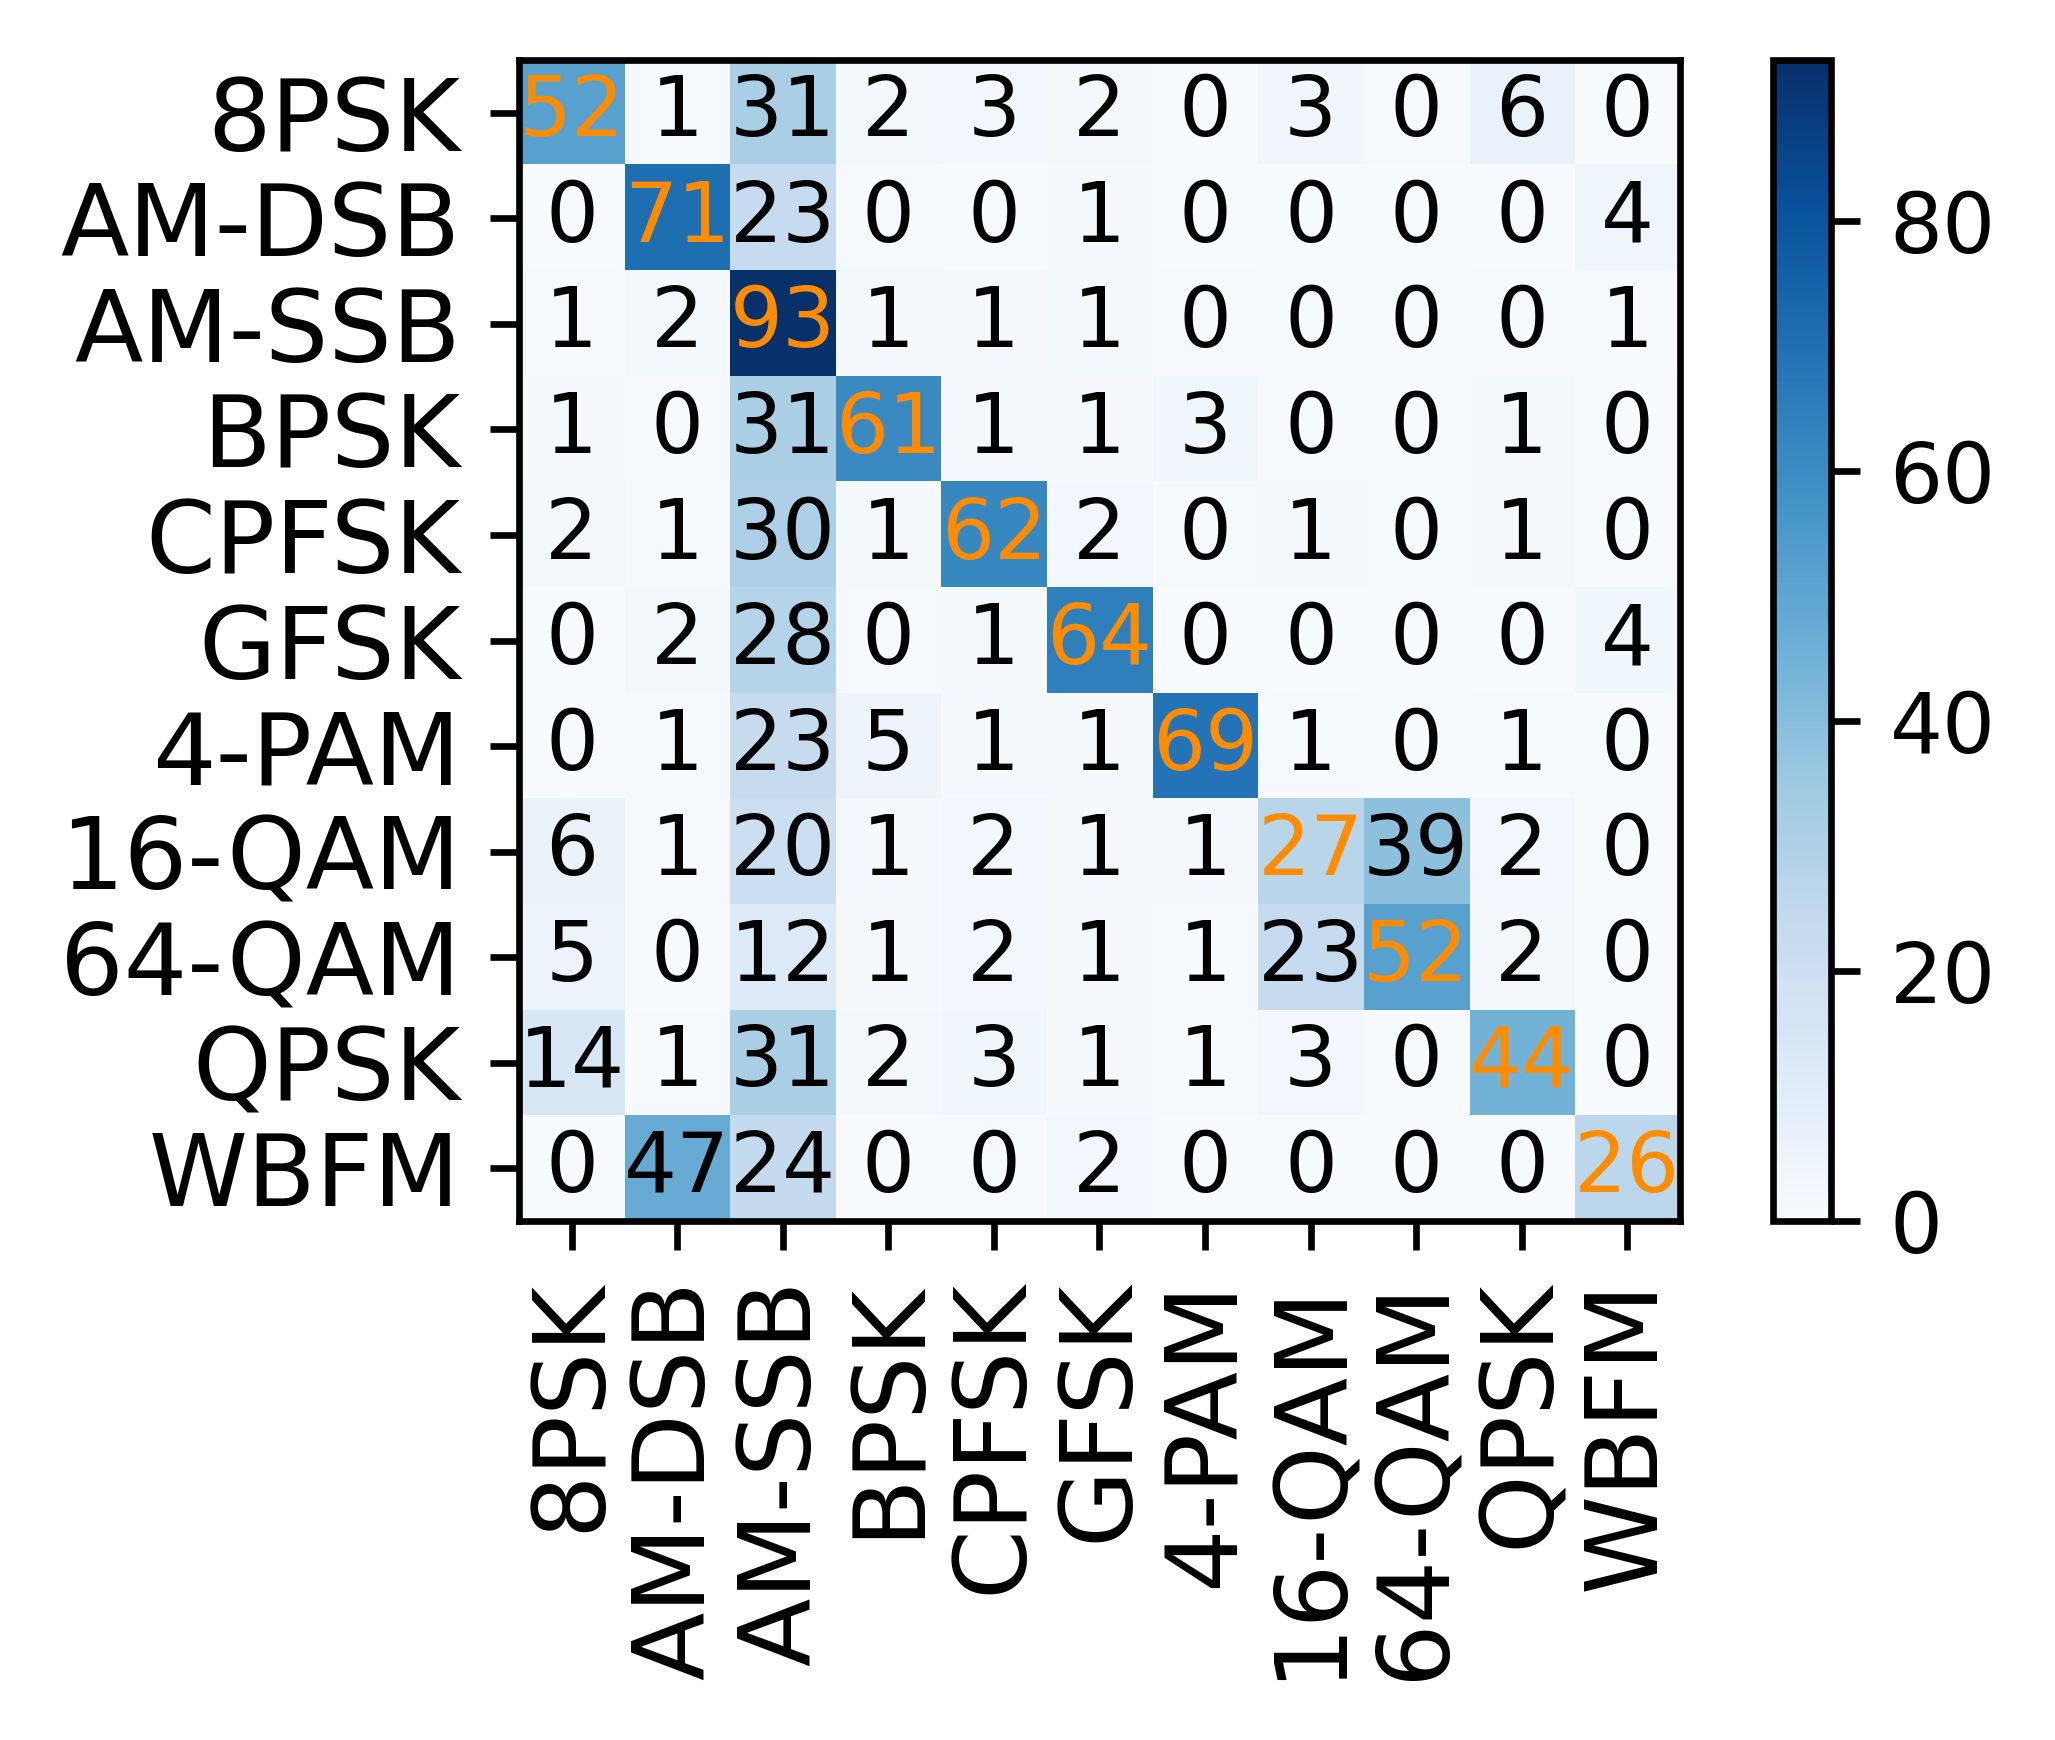 8PSK 52 1 31 2 3 2 0 3 0 6 0
AM-DSB 0 71 23 0 0 1 0 0 0 0 4 80
AM-SSB 1 2 93 1 1 1 0 0 0 0 1
BPSK 1 0 31 61 1 1 3 0 0 1 0 60
CPFSK 2 1 30 1 62 2 0 1 0 1 0
GFSK 0 2 28 0 1 64 0 0 0 0 4
4-PAM 0 1 23 5 1 1 69 1 0 1 0 40
16-QAM 6 1 20 1 2 1 1 27 39 2 0
64-QAM 5 0 12 1 2 1 1 23 52 2 0 20
QPSK 14 1 31 2 3 1 1 3 0 44 0
WBFM 0 47 24 0 0 2 0 0 0 0 26
0
8PSK AM-DSB AM-SSB BPSK CPFSK GFSK 4-PAM 16-QAM 64-QAM QPSK WBFM